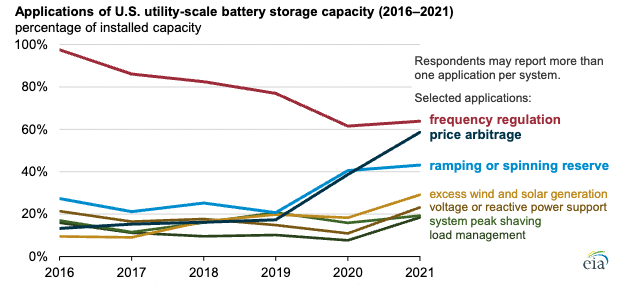 Applications of U.S. utility-scale battery storage capacity (2016–2021)
percentage of installed capacity
100%
80%
60%
40%
20%
0%
2016 2017 2018 2019 2020 2021
Respondents may report more than
one application per system.
Selected applications:
frequency regulation
price arbitrage
ramping or spinning reserve
excess wind and solar generation
voltage or reactive power support
system peak shaving
load management
eia